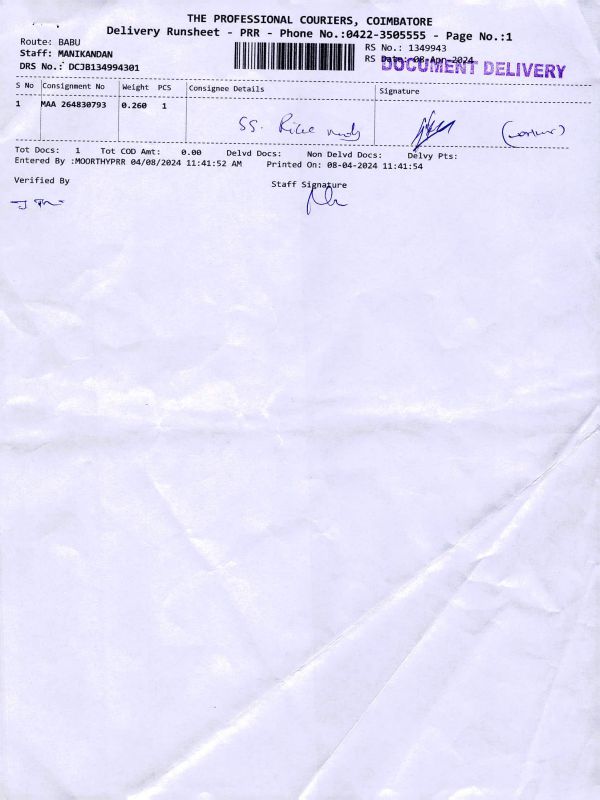 THE PROFESSIONAL COURIERS, COIMBATORE
Delivery Runsheet - PRR - Phone No.:0422-3505555 - Page No.:1
Route: BABU
Staff: MANIKANDAN
DRS No.: DCJB134994301
RS No.: 1349943
RS Date: 08-Apr-2024
DOCUMENT DELIVERY
S No Consignment No Weight PCS Consignee Details Signature
1 MAA 264830793 0.260 1
SS. Rice
Tot Docs: 1 Tot COD Amt: 0.00 Delvd Docs: Non Delvd Docs: Delvy Pts:
Entered By :MOORTHYPRR 04/08/2024 11:41:52 AM Printed On: 08-04-2024 11:41:54
Verified By Staff Signature